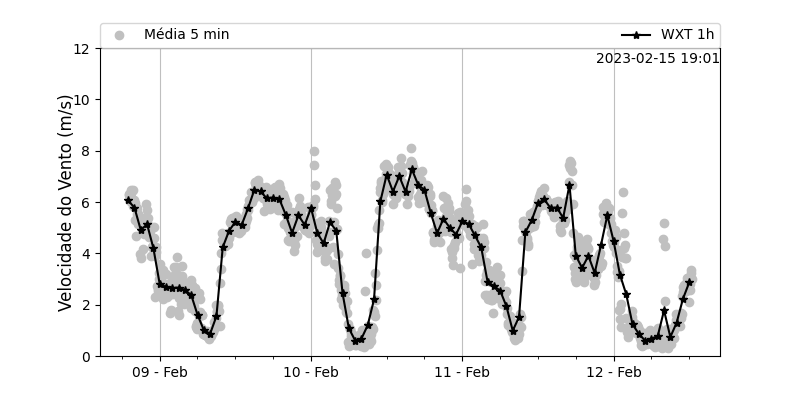 Média 5 min
WXT 1h
2023-02-15 19:01
Velocidade do Vento (m/s)
12
10
8
6
4
2
0
09 - Feb
10 - Feb
11 - Feb
12 - Feb